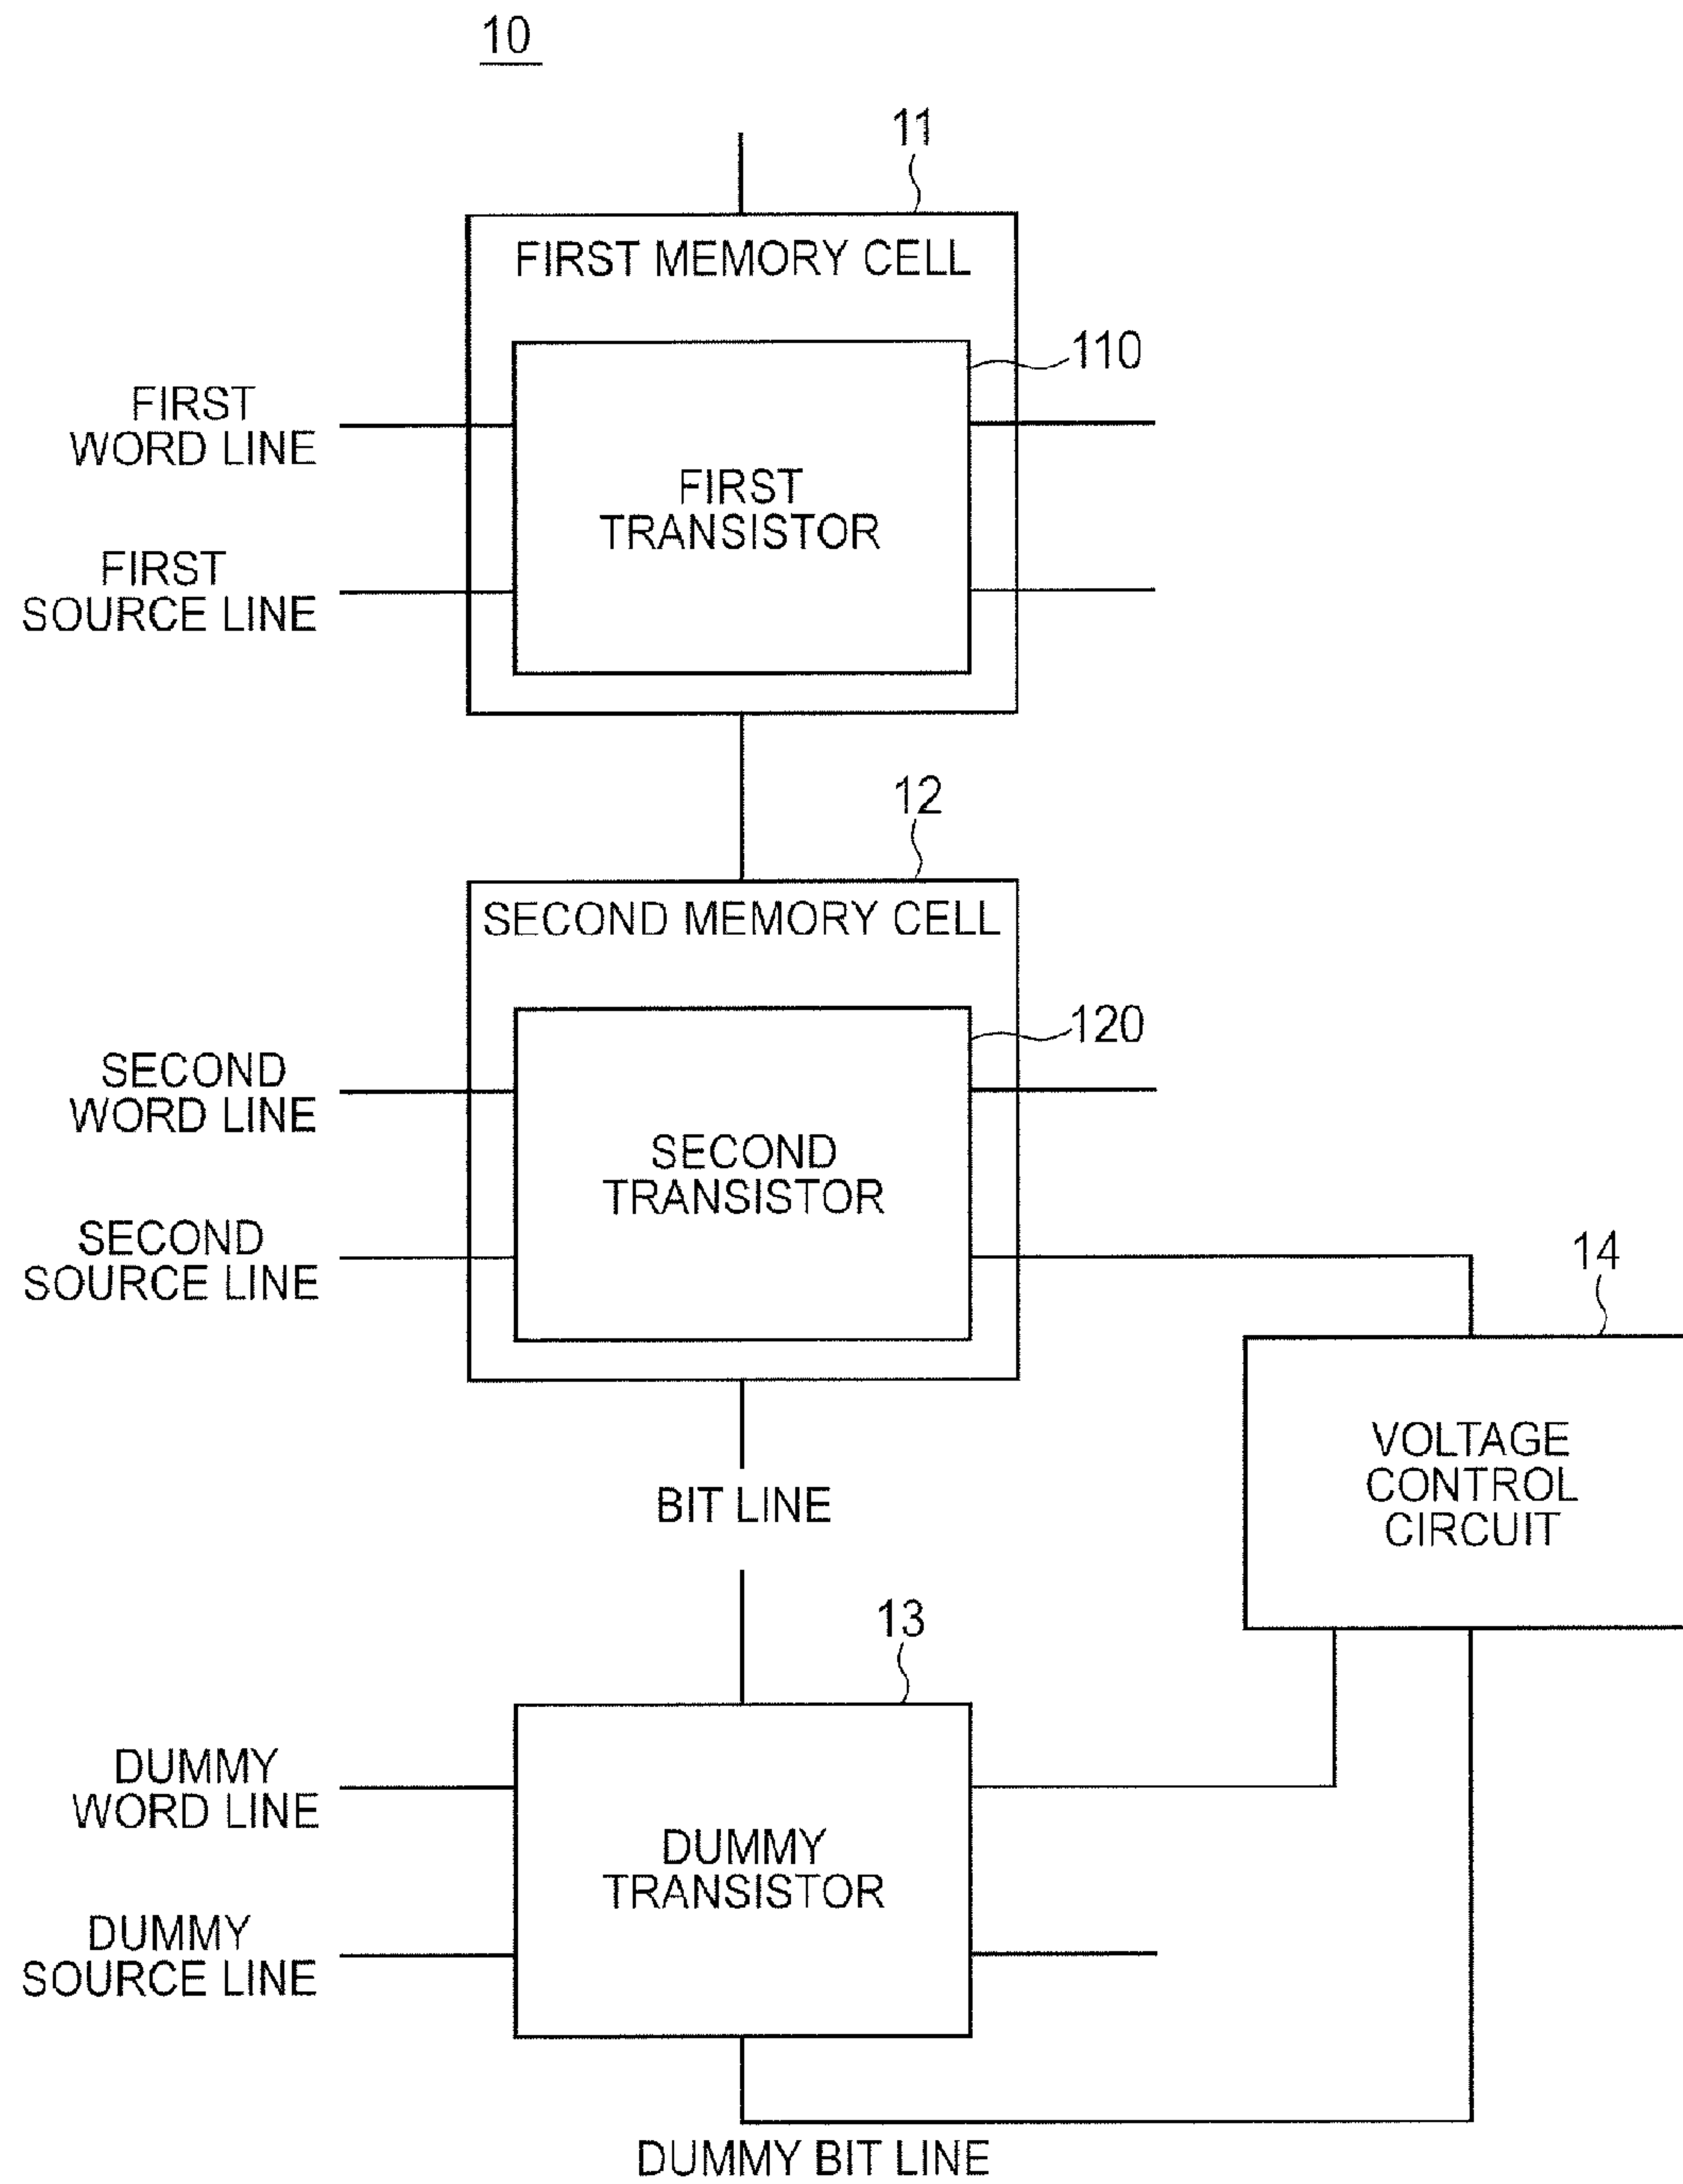 10
11
FIRST MEMORY CELL
110
FIRST
WORD LINE
FIRST
TRANSISTOR
FIRST
SOURCE LINE
12
SECOND MEMORY CELL
120
SECOND
WORD LINE
SECOND
TRANSISTOR
SECOND
SOURCE LINE
14
VOLTAGE
CONTROL
CIRCUIT
BIT LINE
13
DUMMY
WORD LINE
DUMMY
TRANSISTOR
DUMMY
SOURCE LINE
DUMMY BIT LINE